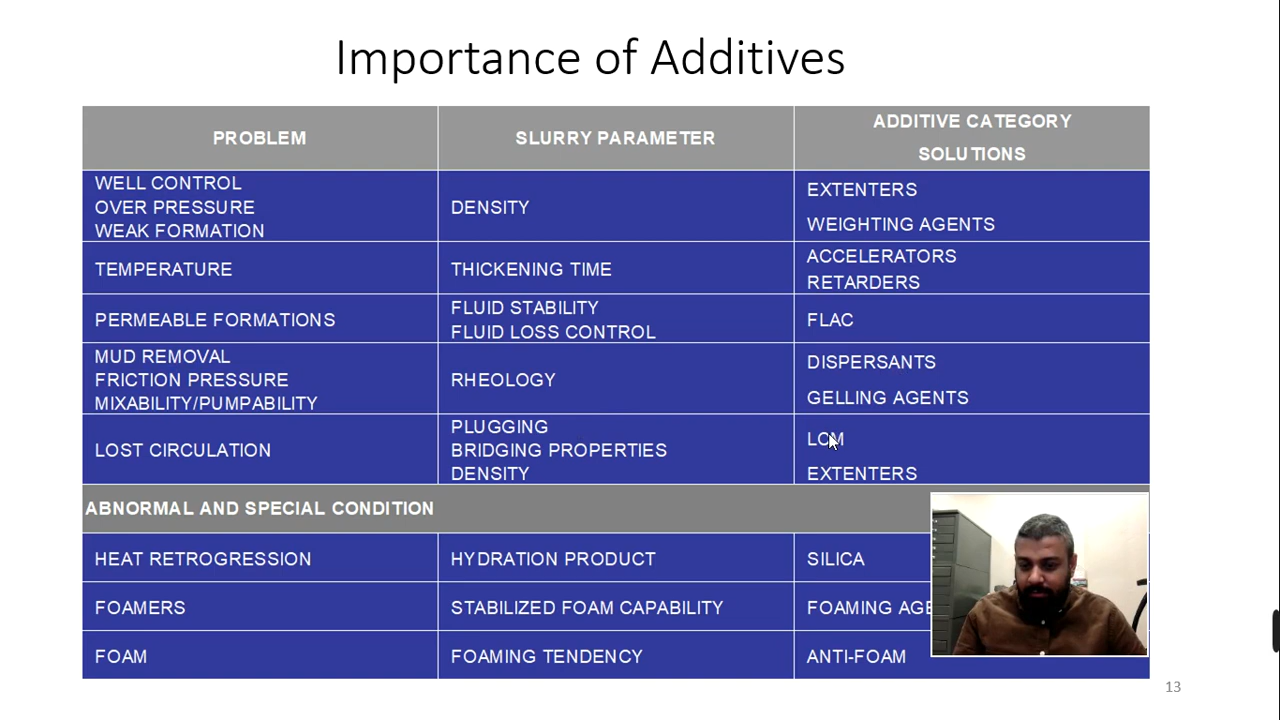 Importance of Additives
PROBLEM
SLURRY PARAMETER
ADDITIVE CATEGORY
SOLUTIONS
WELL CONTROL
OVER PRESSURE
WEAK FORMATION
DENSITY
EXTENTERS
WEIGHTING AGENTS
TEMPERATURE
THICKENING TIME
ACCELERATORS
RETARDERS
PERMEABLE FORMATIONS
FLUID STABILITY
FLUID LOSS CONTROL
FLAC
MUD REMOVAL
FRICTION PRESSURE
MIXABILITY/PUMPABILITY
RHEOLOGY
DISPERSANTS
GELLING AGENTS
LOST CIRCULATION
PLUGGING
BRIDGING PROPERTIES
DENSITY
LCM
EXTENTERS
ABNORMAL AND SPECIAL CONDITION
HEAT RETROGRESSION
HYDRATION PRODUCT
SILICA
FOAMERS
STABILIZED FOAM CAPABILITY
FOAMING AGE
FOAM
FOAMING TENDENCY
ANTI-FOAM
13